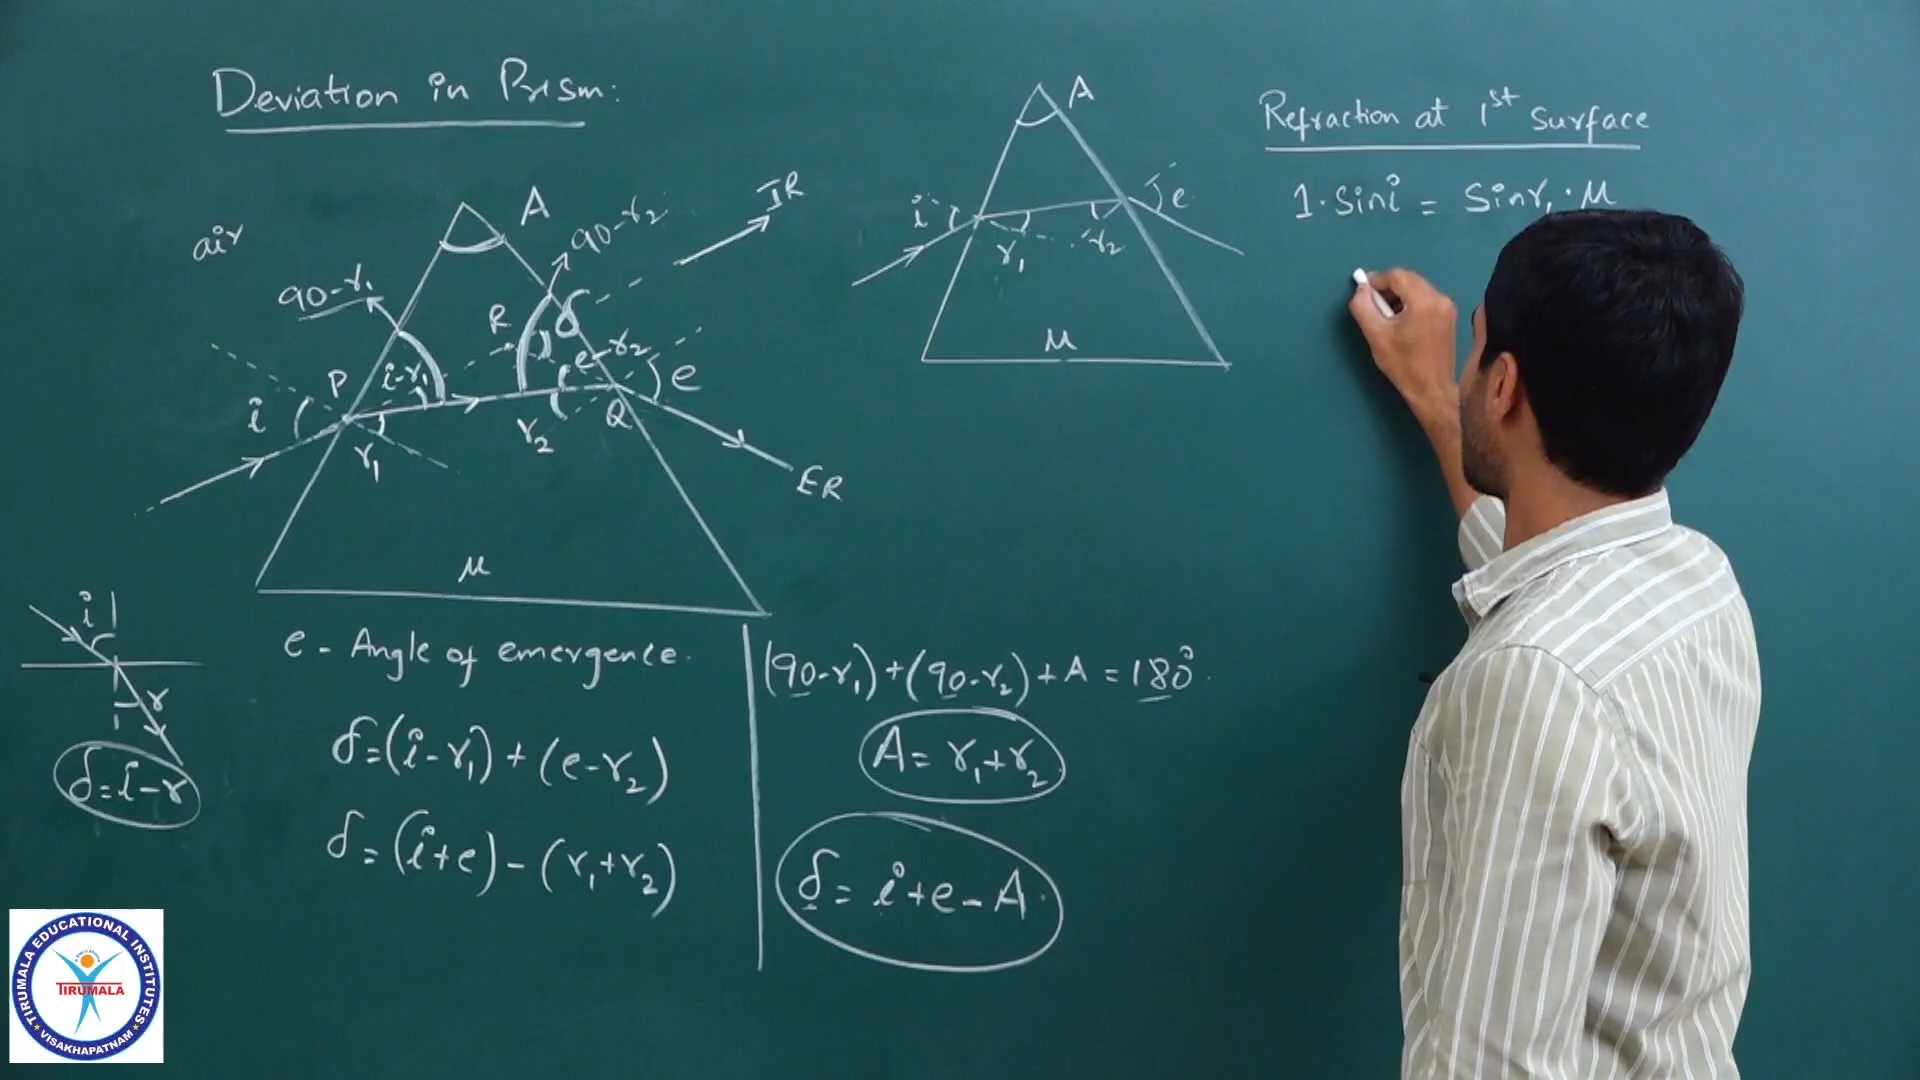 Deviation in Prism:
air
A
90-r₁
90-r₂
IR
R
δ
P
i-r₁
e-r₂
i
e
r₁
r₂
Q
ER
μ
i
r
δ=i-r
e - Angle of emergence.
δ=(i-r₁)+(e-r₂)
δ=(i+e)-(r₁+r₂)
(90-r₁)+(90-r₂)+A=180°.
A=r₁+r₂
δ=i+e-A.
A
i
e
r₁
r₂
μ
Refraction at 1st Surface
1·Sini = Sinr₁·μ
TIRUMALA EDUCATIONAL INSTITUTES
TIRUMALA
VISAKHAPATNAM